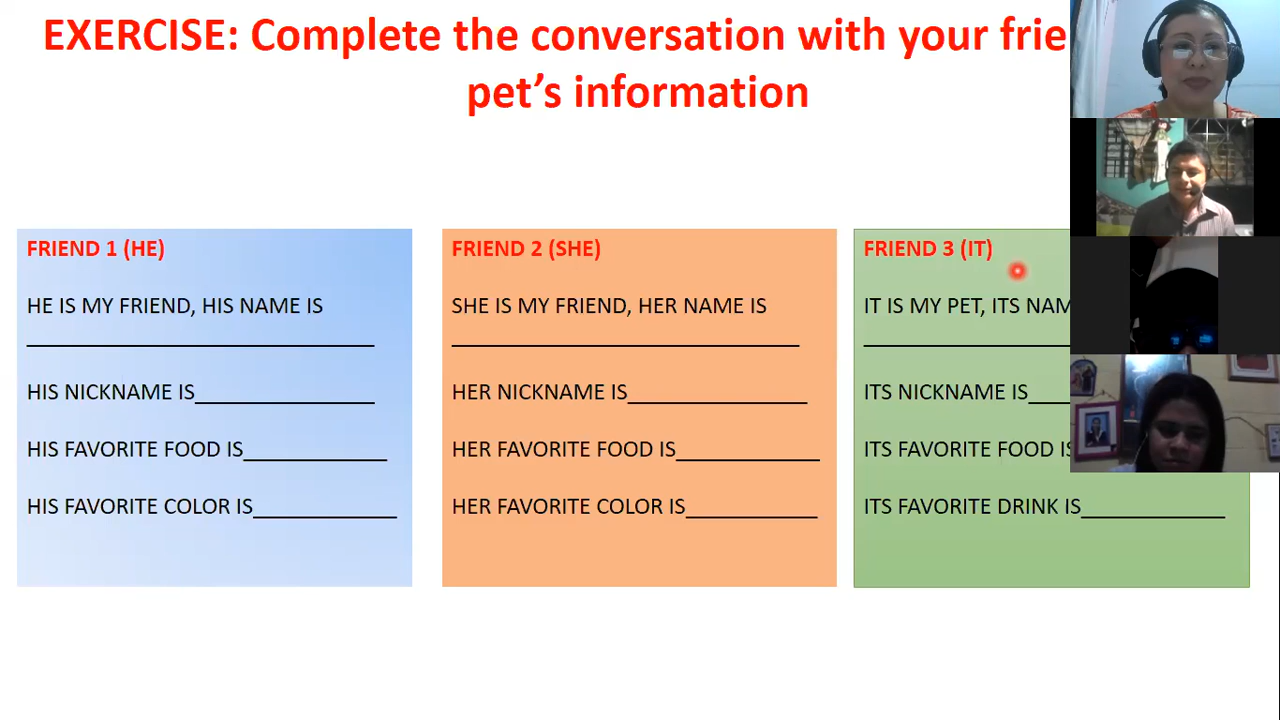 EXERCISE: Complete the conversation with your
pet’s information
FRIEND 1 (HE)
HE IS MY FRIEND, HIS NAME IS
HIS NICKNAME IS
HIS FAVORITE FOOD IS
HIS FAVORITE COLOR IS
FRIEND 2 (SHE)
SHE IS MY FRIEND, HER NAME IS
HER NICKNAME IS
HER FAVORITE FOOD IS
HER FAVORITE COLOR IS
FRIEND 3 (IT)
IT IS MY PET, ITS
ITS NICKNAME IS
ITS FAVORITE FOOD IS
ITS FAVORITE DRINK IS